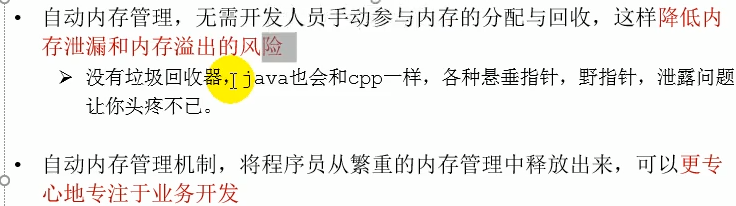 • 自动内存管理，无需开发人员手动参与内存的分配与回收，这样降低内
存泄漏和内存溢出的风险
➢ 没有垃圾回收器，java也会和cpp一样，各种悬垂指针，野指针，泄露问题
让你头疼不已。
• 自动内存管理机制，将程序员从繁重的内存管理中释放出来，可以更专
心地专注于业务开发